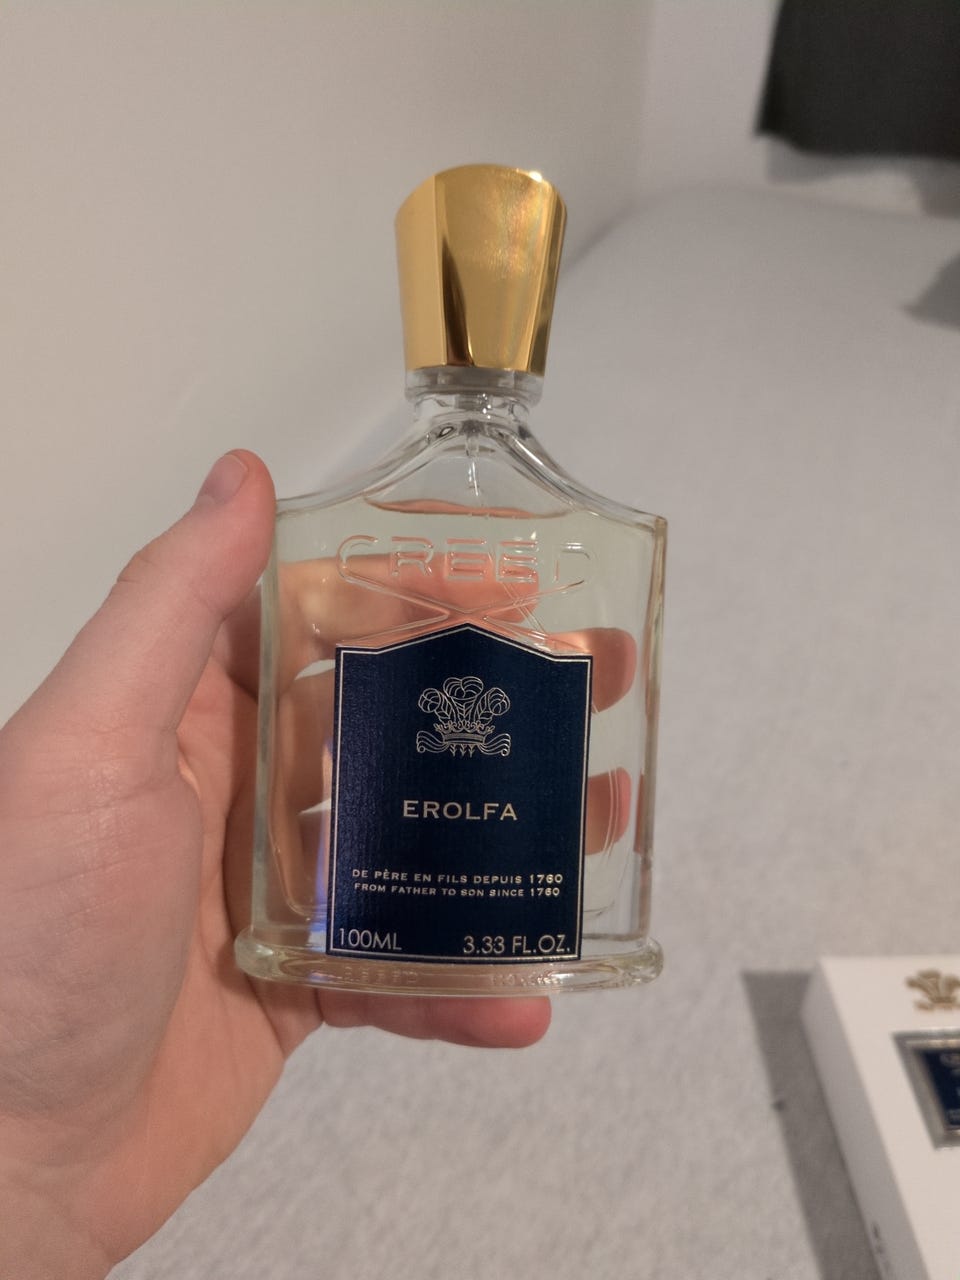 CREED
EROLFA
DE PÈRE EN FILS DEPUIS 1760
FROM FATHER TO SON SINCE 1760
100ML 3.33 FL.OZ.
CREED